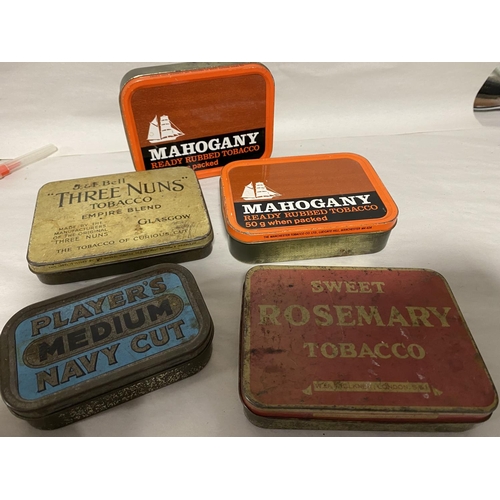 MAHOGANY
READY RUBBED TOBACCO
when packed
J. & F. Bell
"THREE NUNS"
TOBACCO
EMPIRE BLEND
GLASGOW
THREE NUNS
THE TOBACCO OF CURIOUS CUT
MAHOGANY
READY RUBBED TOBACCO
50 g when packed
PLAYER'S
MEDIUM
NAVY CUT
SWEET
ROSEMARY
TOBACCO